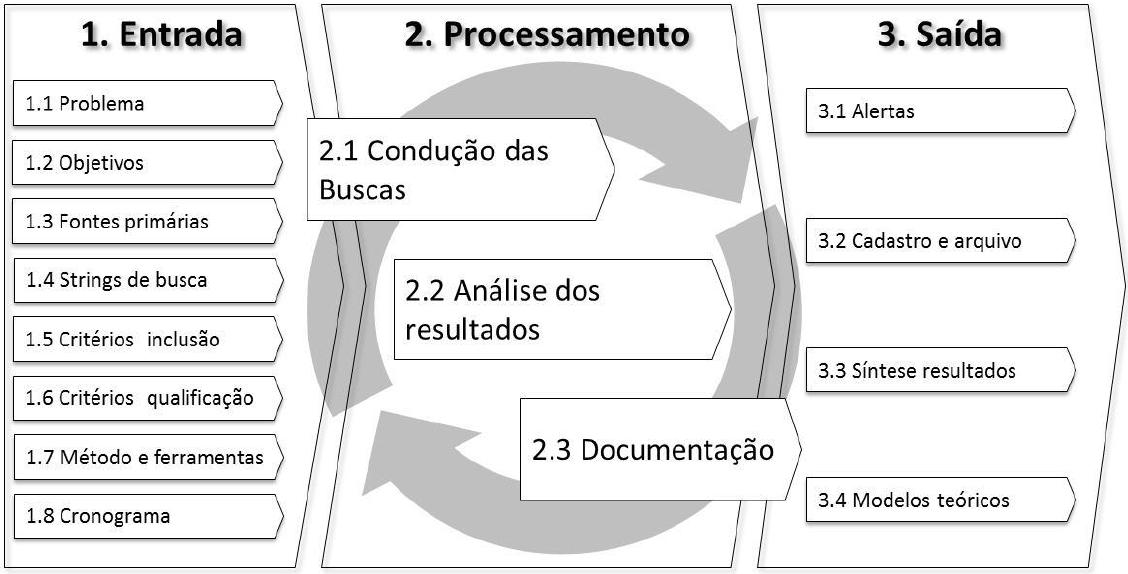 1. Entrada
1.1 Problema
1.2 Objetivos
1.3 Fontes primárias
1.4 Strings de busca
1.5 Critérios inclusão
1.6 Critérios qualificação
1.7 Método e ferramentas
1.8 Cronograma
2. Processamento
2.1 Condução das
Buscas
2.2 Análise dos
resultados
2.3 Documentação
3. Saída
3.1 Alertas
3.2 Cadastro e arquivo
3.3 Síntese resultados
3.4 Modelos teóricos